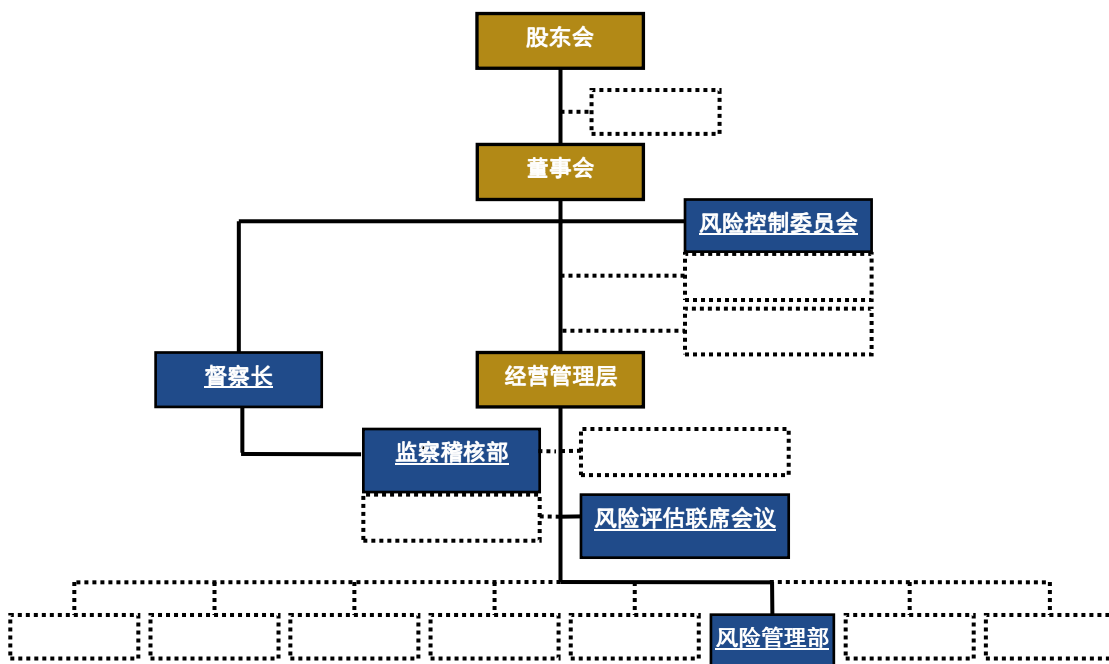 股东会
董事会
风险控制委员会
督察长
经营管理层
监察稽核部
风险评估联席会议
风险管理部